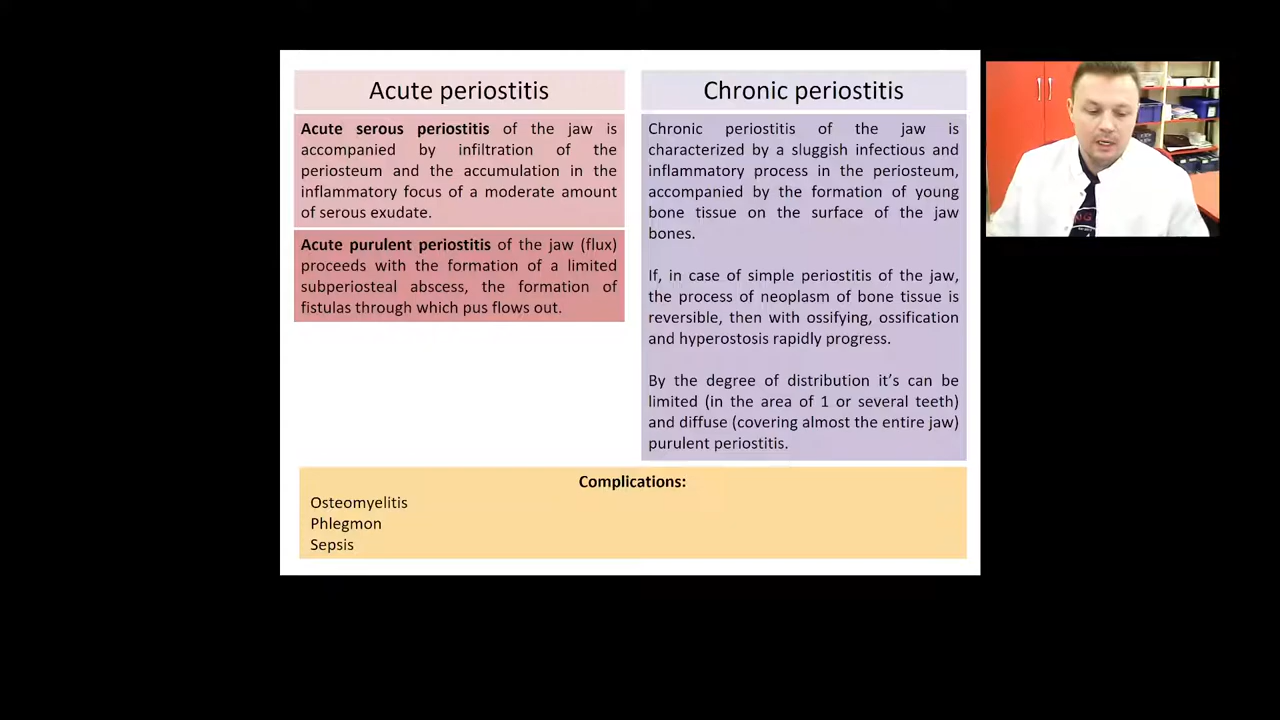 Acute periostitis
Acute serous periostitis of the jaw is
accompanied by infiltration of the
periosteum and the accumulation in the
inflammatory focus of a moderate amount
of serous exudate.
Acute purulent periostitis of the jaw (flux)
proceeds with the formation of a limited
subperiosteal abscess, the formation of
fistulas through which pus flows out.
Chronic periostitis
Chronic periostitis of the jaw is
characterized by a sluggish infectious and
inflammatory process in the periosteum,
accompanied by the formation of young
bone tissue on the surface of the jaw
bones.
If, in case of simple periostitis of the jaw,
the process of neoplasm of bone tissue is
reversible, then with ossifying, ossification
and hyperostosis rapidly progress.
By the degree of distribution it’s can be
limited (in the area of 1 or several teeth)
and diffuse (covering almost the entire jaw)
purulent periostitis.
Complications:
Osteomyelitis
Phlegmon
Sepsis